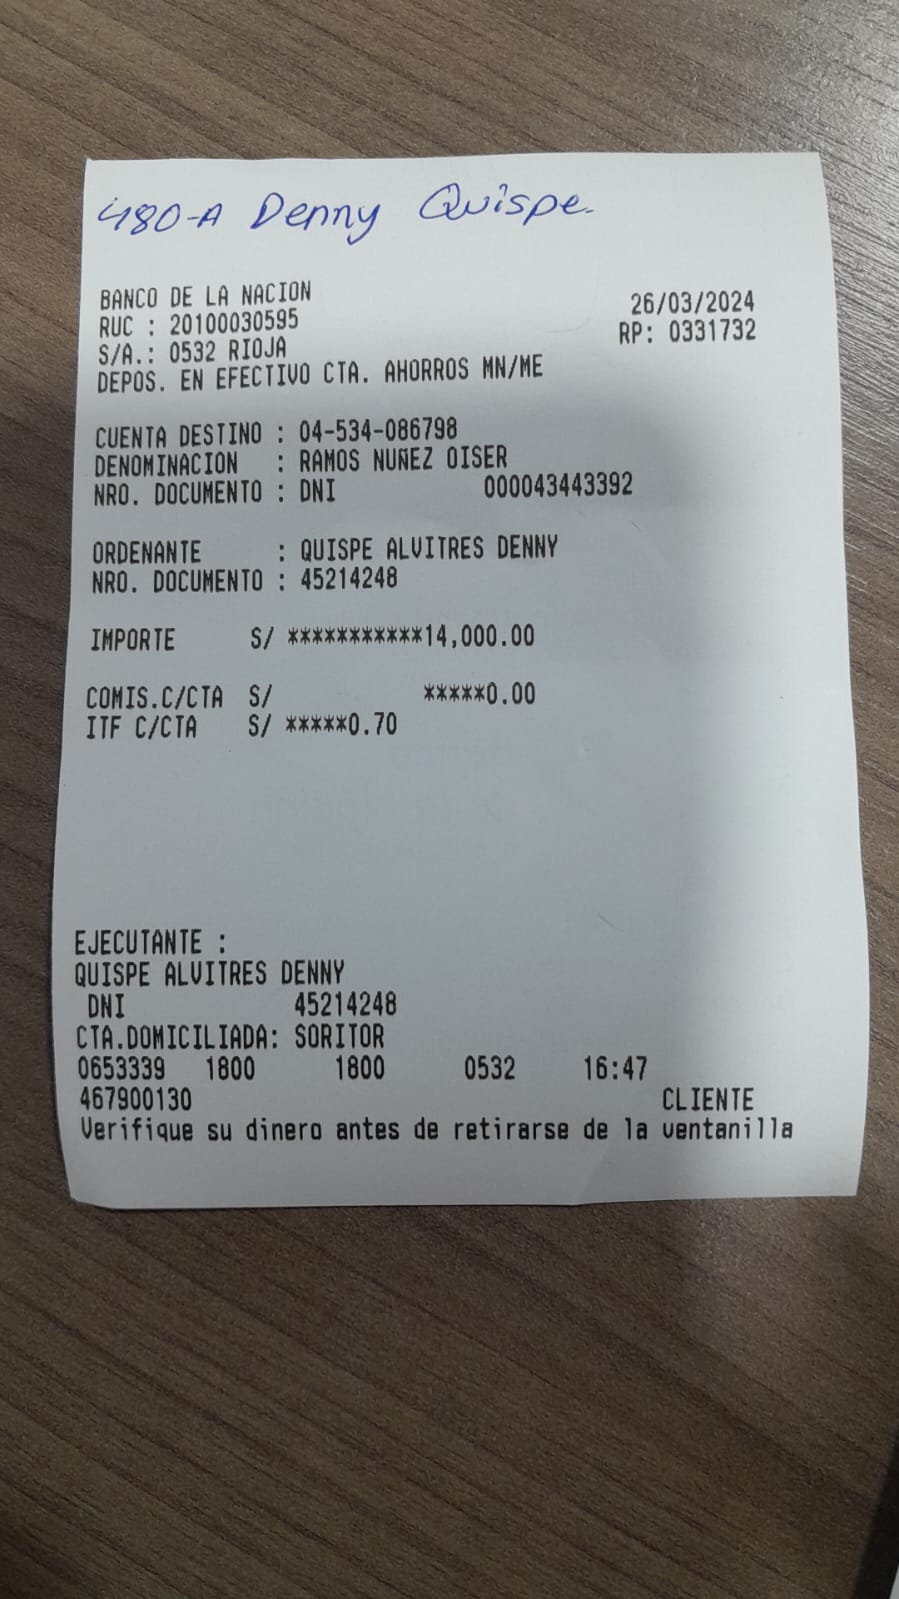 480-A Denny Quispe.
BANCO DE LA NACION
26/03/2024
RUC : 20100030595
RP: 0331732
S/A.: 0532 RIOJA
DEPOS. EN EFECTIVO CTA. AHORROS MN/ME
CUENTA DESTINO : 04-534-086798
DENOMINACION : RAMOS NUÑEZ OISER
NRO. DOCUMENTO : DNI 000043443392
ORDENANTE : QUISPE ALVITRES DENNY
NRO. DOCUMENTO : 45214248
IMPORTE S/ ***********14,000.00
COMIS.C/CTA S/ *****0.00
ITF C/CTA S/ *****0.70
EJECUTANTE :
QUISPE ALVITRES DENNY
DNI 45214248
CTA.DOMICILIADA: SORITOR
0653339 1800 1800 0532 16:47
467900130 CLIENTE
Verifique su dinero antes de retirarse de la ventanilla